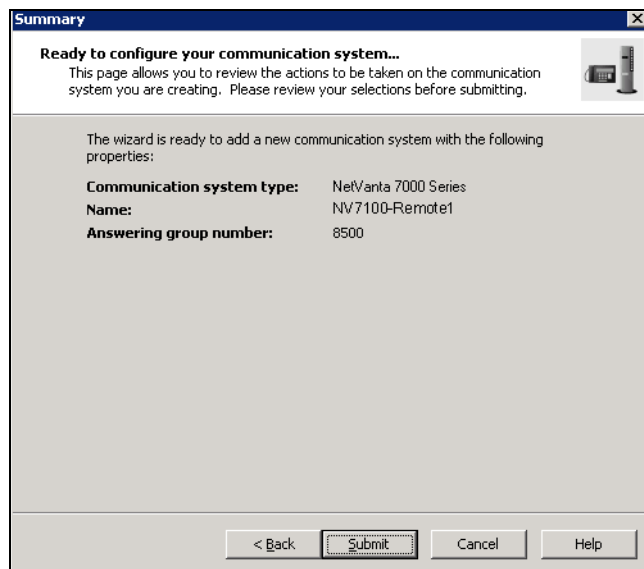 Summary
Ready to configure your communication system...
This page allows you to review the actions to be taken on the communication
system you are creating. Please review your selections before submitting.
The wizard is ready to add a new communication system with the following
properties:
Communication system type: NetVanta 7000 Series
Name: NV7100-Remote1
Answering group number: 8500
< Back Submit Cancel Help